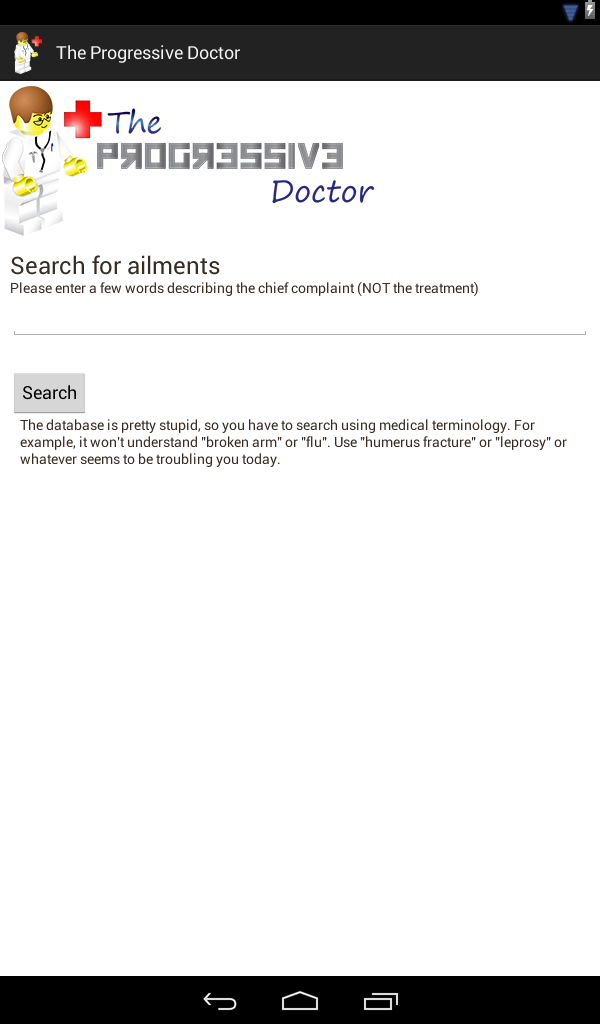 The Progressive Doctor
The
PROGRESSIVE
Doctor
Search for ailments
Please enter a few words describing the chief complaint (NOT the treatment)
Search
The database is pretty stupid, so you have to search using medical terminology. For
example, it won't understand "broken arm" or "flu". Use "humerus fracture" or "leprosy" or
whatever seems to be troubling you today.